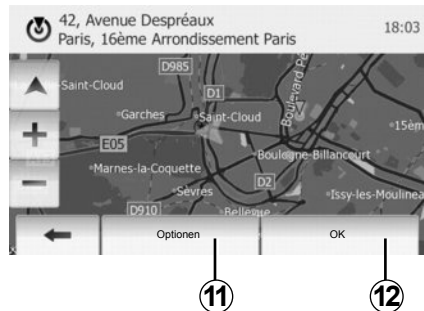 42, Avenue Despréaux
Paris, 16ème Arrondissement Paris
18:03
D985
Saint-Cloud
D1
Boulevard Pé
Garches
Saint-Cloud
15èm
E05
Boulogne-Billancourt
Marnes-la-Coquette
Sèvres
D2
Issy-les-Moulinea
D910
Bellevue
Optionen
OK
11
12